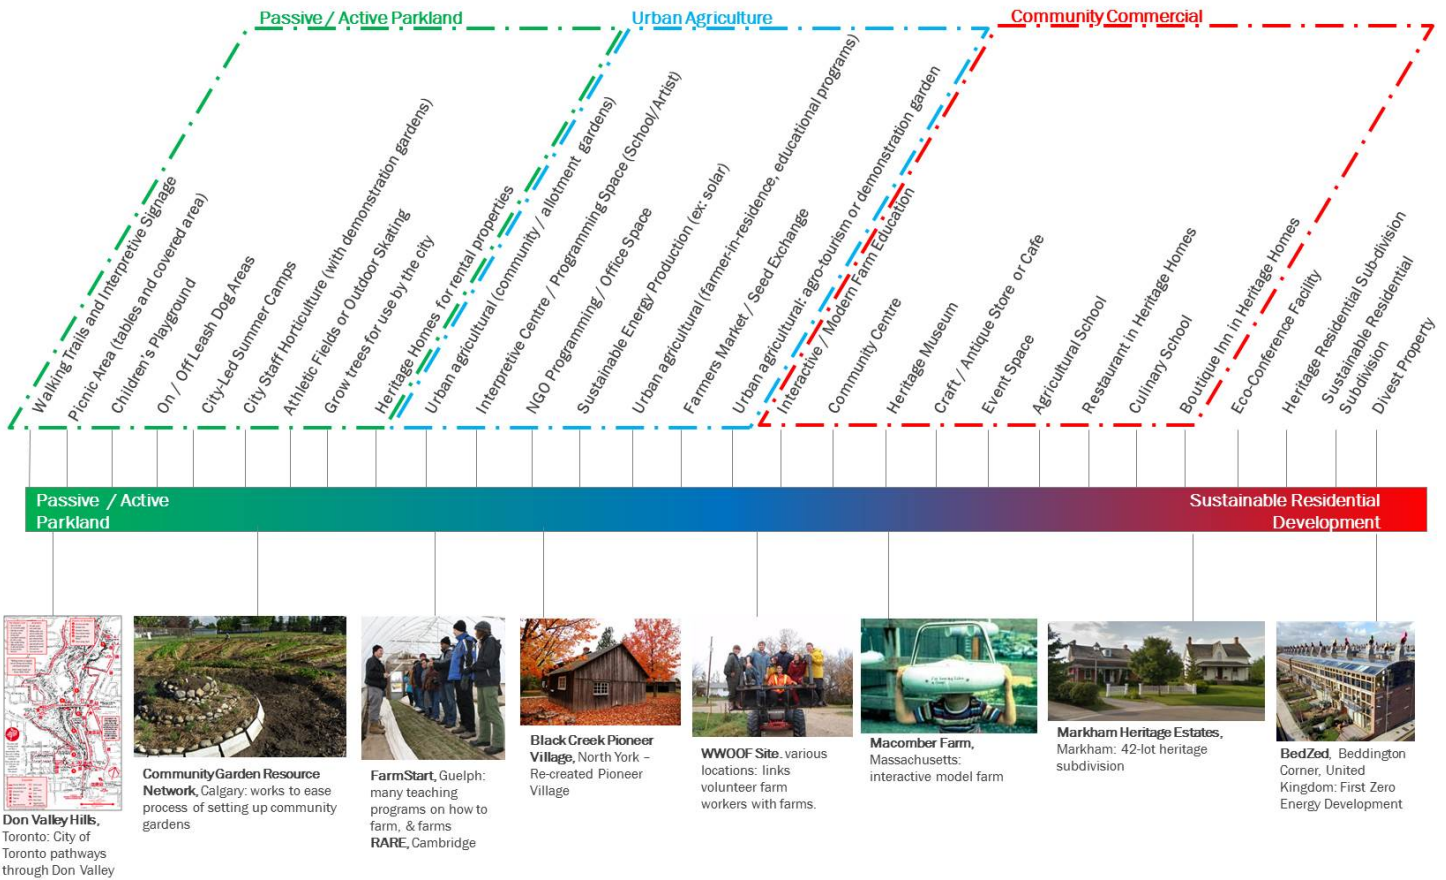 Passive / Active Parkland
Urban Agriculture
Community Commercial
Walking Trails and Interpretive Signage
Picnic Area (tables and covered area)
Children's Playground
On / Off Leash Dog Areas
City-Led Summer Camps
City Staff Horticulture (with demonstration gardens)
Athletic Fields or Outdoor Skating
Grow trees for use by the city
Heritage Homes for rental properties
Urban agricultural (community / allotment gardens)
Interpretive Centre / Programming Space (School/Artist)
NGO Programming / Office Space
Sustainable Energy Production (ex: solar)
Urban agricultural (farmer-in-residence, educational programs)
Farmers Market / Seed Exchange
Urban agricultural: agro-tourism or demonstration garden
Interactive / Modern Farm Education
Community Centre
Heritage Museum
Craft / Antique Store or Cafe
Event Space
Agricultural School
Restaurant in Heritage Homes
Culinary School
Boutique Inn in Heritage Homes
Eco-Conference Facility
Heritage Residential Sub-division
Sustainable Residential
Subdivision
Divest Property
Passive / Active
Parkland
Sustainable Residential
Development
Don Valley Hills,
Toronto: City of
Toronto pathways
through Don Valley
Community Garden Resource
Network, Calgary: works to ease
process of setting up community
gardens
FarmStart, Guelph:
many teaching
programs on how to
farm, & farms
RARE, Cambridge
Black Creek Pioneer
Village, North York –
Re-created Pioneer
Village
WWOOF Site. various
locations: links
volunteer farm
workers with farms.
Macomber Farm,
Massachusetts:
interactive model farm
Markham Heritage Estates,
Markham: 42-lot heritage
subdivision
BedZed, Beddington
Corner, United
Kingdom: First Zero
Energy Development